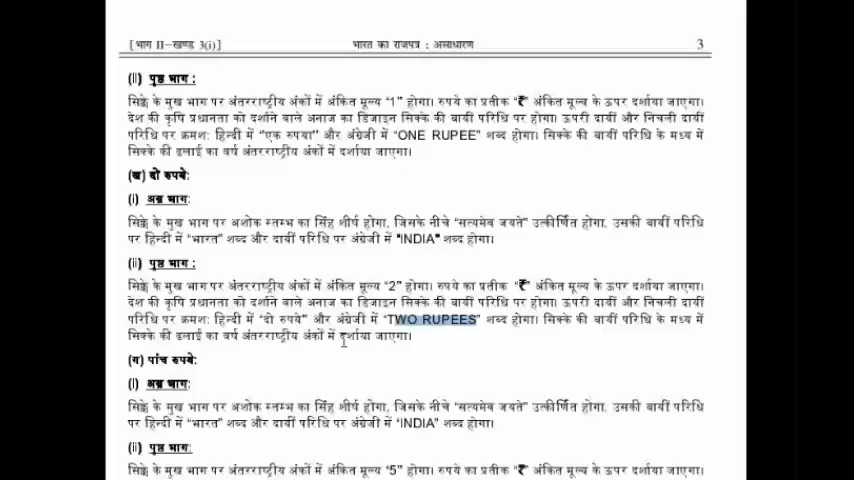 [भाग II—खण्ड 3(i)] भारत का राजपत्र : असाधारण 3
(ii) पुष्ठ भाग :
सिक्के के मुख भाग पर अंतरराष्ट्रीय अंकों में अंकित मूल्य "1" होगा। रुपये का प्रतीक "₹" अंकित मूल्य के ऊपर दर्शाया जाएगा।
देश की कृषि प्रधानता को दर्शाने वाले अनाज का डिजाइन सिक्के की बायीं परिधि पर होगा। ऊपरी दायीं और निचली दायीं
परिधि पर क्रमश: हिन्दी में "एक रुपया" और अंग्रेजी में "ONE RUPEE" शब्द होगा। सिक्के की बायीं परिधि के मध्य में
सिक्के की ढलाई का वर्ष अंतरराष्ट्रीय अंकों में दर्शाया जाएगा।
(ख) दो रुपये:
(i) अग्र भाग:
सिक्के के मुख भाग पर अशोक स्तम्भ का सिंह शीर्ष होगा, जिसके नीचे "सत्यमेव जयते" उत्कीर्णित होगा, उसकी बायीं परिधि
पर हिन्दी में "भारत" शब्द और दायीं परिधि पर अंग्रेजी में "INDIA" शब्द होगा।
(ii) पुष्ठ भाग :
सिक्के के मुख भाग पर अंतरराष्ट्रीय अंकों में अंकित मूल्य "2" होगा। रुपये का प्रतीक "₹" अंकित मूल्य के ऊपर दर्शाया जाएगा।
देश की कृषि प्रधानता को दर्शाने वाले अनाज का डिजाइन सिक्के की बायीं परिधि पर होगा। ऊपरी दायीं और निचली दायीं
परिधि पर क्रमश: हिन्दी में "दो रुपये" और अंग्रेजी में "TWO RUPEES" शब्द होगा। सिक्के की बायीं परिधि के मध्य में
सिक्के की ढलाई का वर्ष अंतरराष्ट्रीय अंकों में दर्शाया जाएगा।
(ग) पांच रुपये:
(i) अग्र भाग:
सिक्के के मुख भाग पर अशोक स्तम्भ का सिंह शीर्ष होगा, जिसके नीचे "सत्यमेव जयते" उत्कीर्णित होगा, उसकी बायीं परिधि
पर हिन्दी में "भारत" शब्द और दायीं परिधि पर अंग्रेजी में "INDIA" शब्द होगा।
(ii) पुष्ठ भाग:
सिक्के के मुख भाग पर अंतरराष्ट्रीय अंकों में अंकित मूल्य "5" होगा। रुपये का प्रतीक "₹" अंकित मूल्य के ऊपर दर्शाया जाएगा।